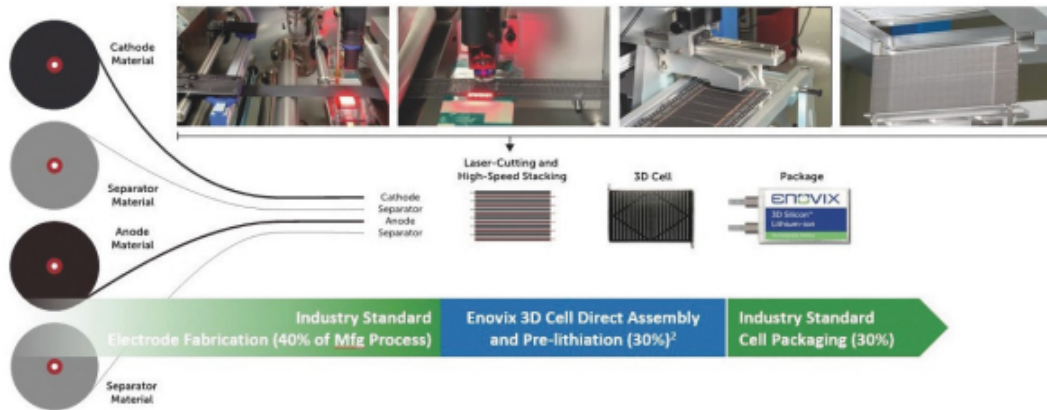 Cathode
Material
Separator
Material
Anode
Material
Separator
Material
Cathode
Separator
Anode
Separator
Laser-Cutting and
High-Speed Stacking
3D Cell
Package
ENOVIX
3D Silicon™
Lithium-ion
Industry Standard
Electrode Fabrication (40% of Mfg Process)
Enovix 3D Cell Direct Assembly
and Pre-lithiation (30%)²
Industry Standard
Cell Packaging (30%)